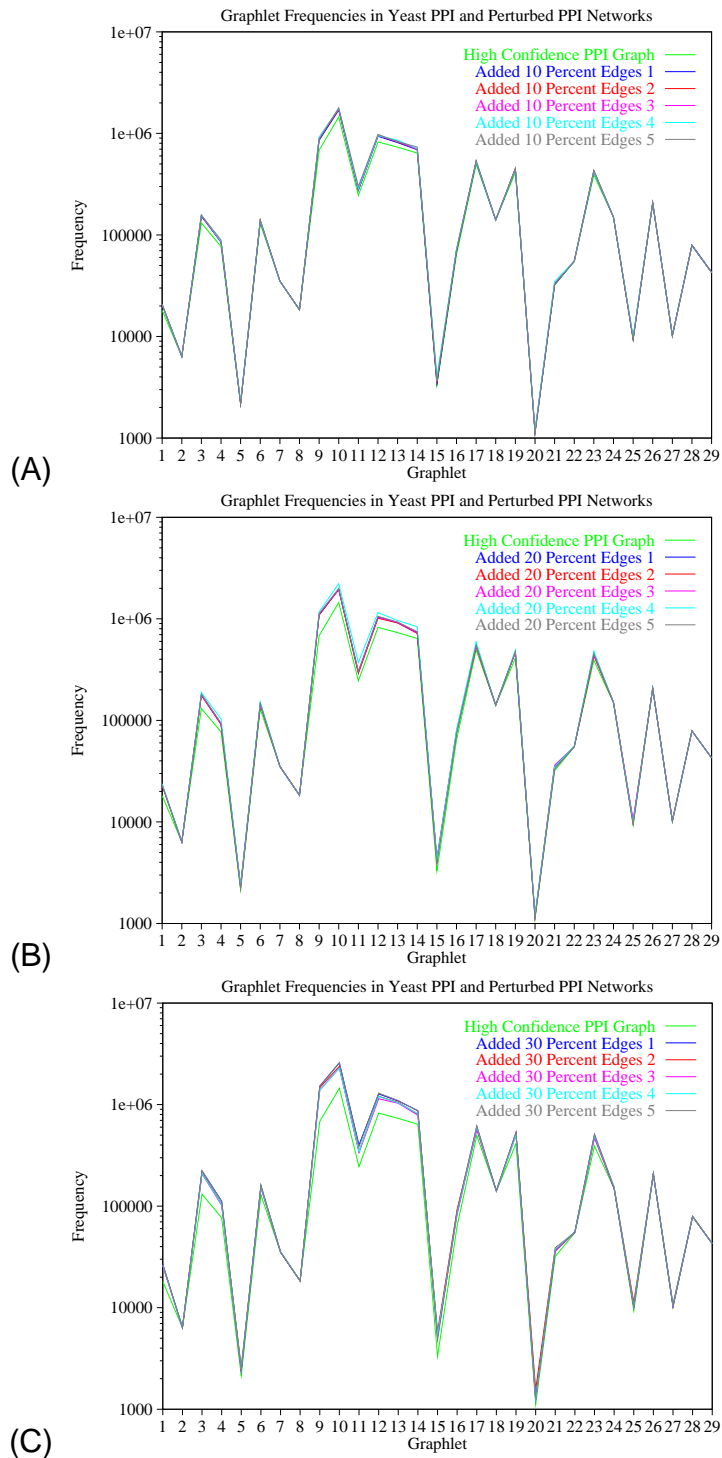 Graphlet Frequencies in Yeast PPI and Perturbed PPI Networks
1e+07
1e+06
100000
10000
1000
Frequency
High Confidence PPI Graph
Added 10 Percent Edges 1
Added 10 Percent Edges 2
Added 10 Percent Edges 3
Added 10 Percent Edges 4
Added 10 Percent Edges 5
1 2 3 4 5 6 7 8 9 10 11 12 13 14 15 16 17 18 19 20 21 22 23 24 25 26 27 28 29
Graphlet
(A)
Graphlet Frequencies in Yeast PPI and Perturbed PPI Networks
1e+07
1e+06
100000
10000
1000
Frequency
High Confidence PPI Graph
Added 20 Percent Edges 1
Added 20 Percent Edges 2
Added 20 Percent Edges 3
Added 20 Percent Edges 4
Added 20 Percent Edges 5
1 2 3 4 5 6 7 8 9 10 11 12 13 14 15 16 17 18 19 20 21 22 23 24 25 26 27 28 29
Graphlet
(B)
Graphlet Frequencies in Yeast PPI and Perturbed PPI Networks
1e+07
1e+06
100000
10000
1000
Frequency
High Confidence PPI Graph
Added 30 Percent Edges 1
Added 30 Percent Edges 2
Added 30 Percent Edges 3
Added 30 Percent Edges 4
Added 30 Percent Edges 5
1 2 3 4 5 6 7 8 9 10 11 12 13 14 15 16 17 18 19 20 21 22 23 24 25 26 27 28 29
Graphlet
(C)